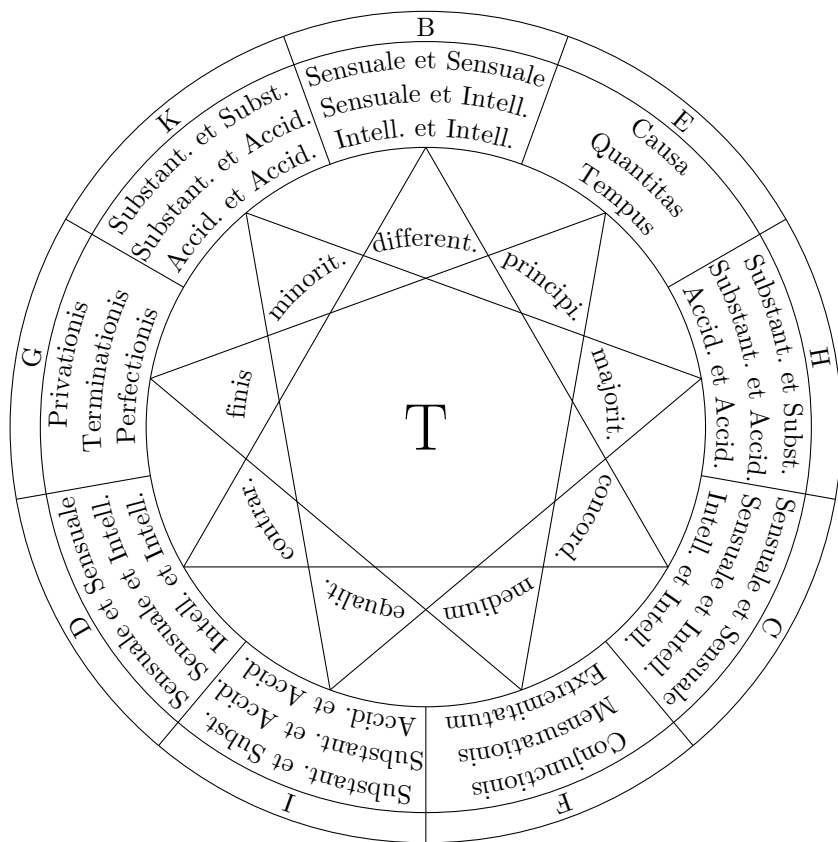 B
Sensuale et Sensuale
Sensuale et Intell.
Intell. et Intell.
different.
E
Causa
Quantitas
Tempus
principi.
H
Substant. et Subst.
Substant. et Accid.
Accid. et Accid.
majorit.
C
Sensuale et Sensuale
Sensuale et Intell.
Intell. et Intell.
concord.
F
Conjunctionis
Mensurationis
Extremitatum
medium
I
Substant. et Subst.
Substant. et Accid.
Accid. et Accid.
equalit.
D
Sensuale et Sensuale
Sensuale et Intell.
Intell. et Intell.
contrar.
G
Privationis
Terminationis
Perfectionis
finis
K
Substant. et Subst.
Substant. et Accid.
Accid. et Accid.
minorit.
T